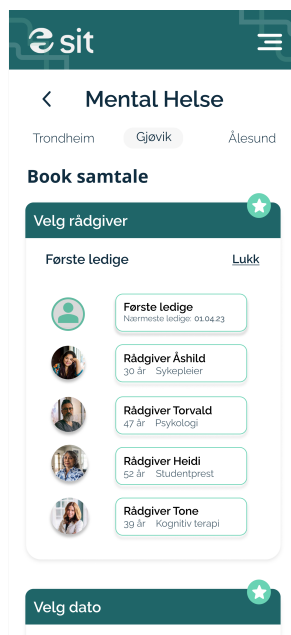 sit
Mental Helse
Trondheim Gjøvik Ålesund
Book samtale
Velg rådgiver
Første ledige Lukk
Første ledige
Nærmeste ledige: 01.04.23
Rådgiver Åshild
30 år Sykepleier
Rådgiver Torvald
47 år Psykologi
Rådgiver Heidi
52 år Studentprest
Rådgiver Tone
39 år Kognitiv terapi
Velg dato